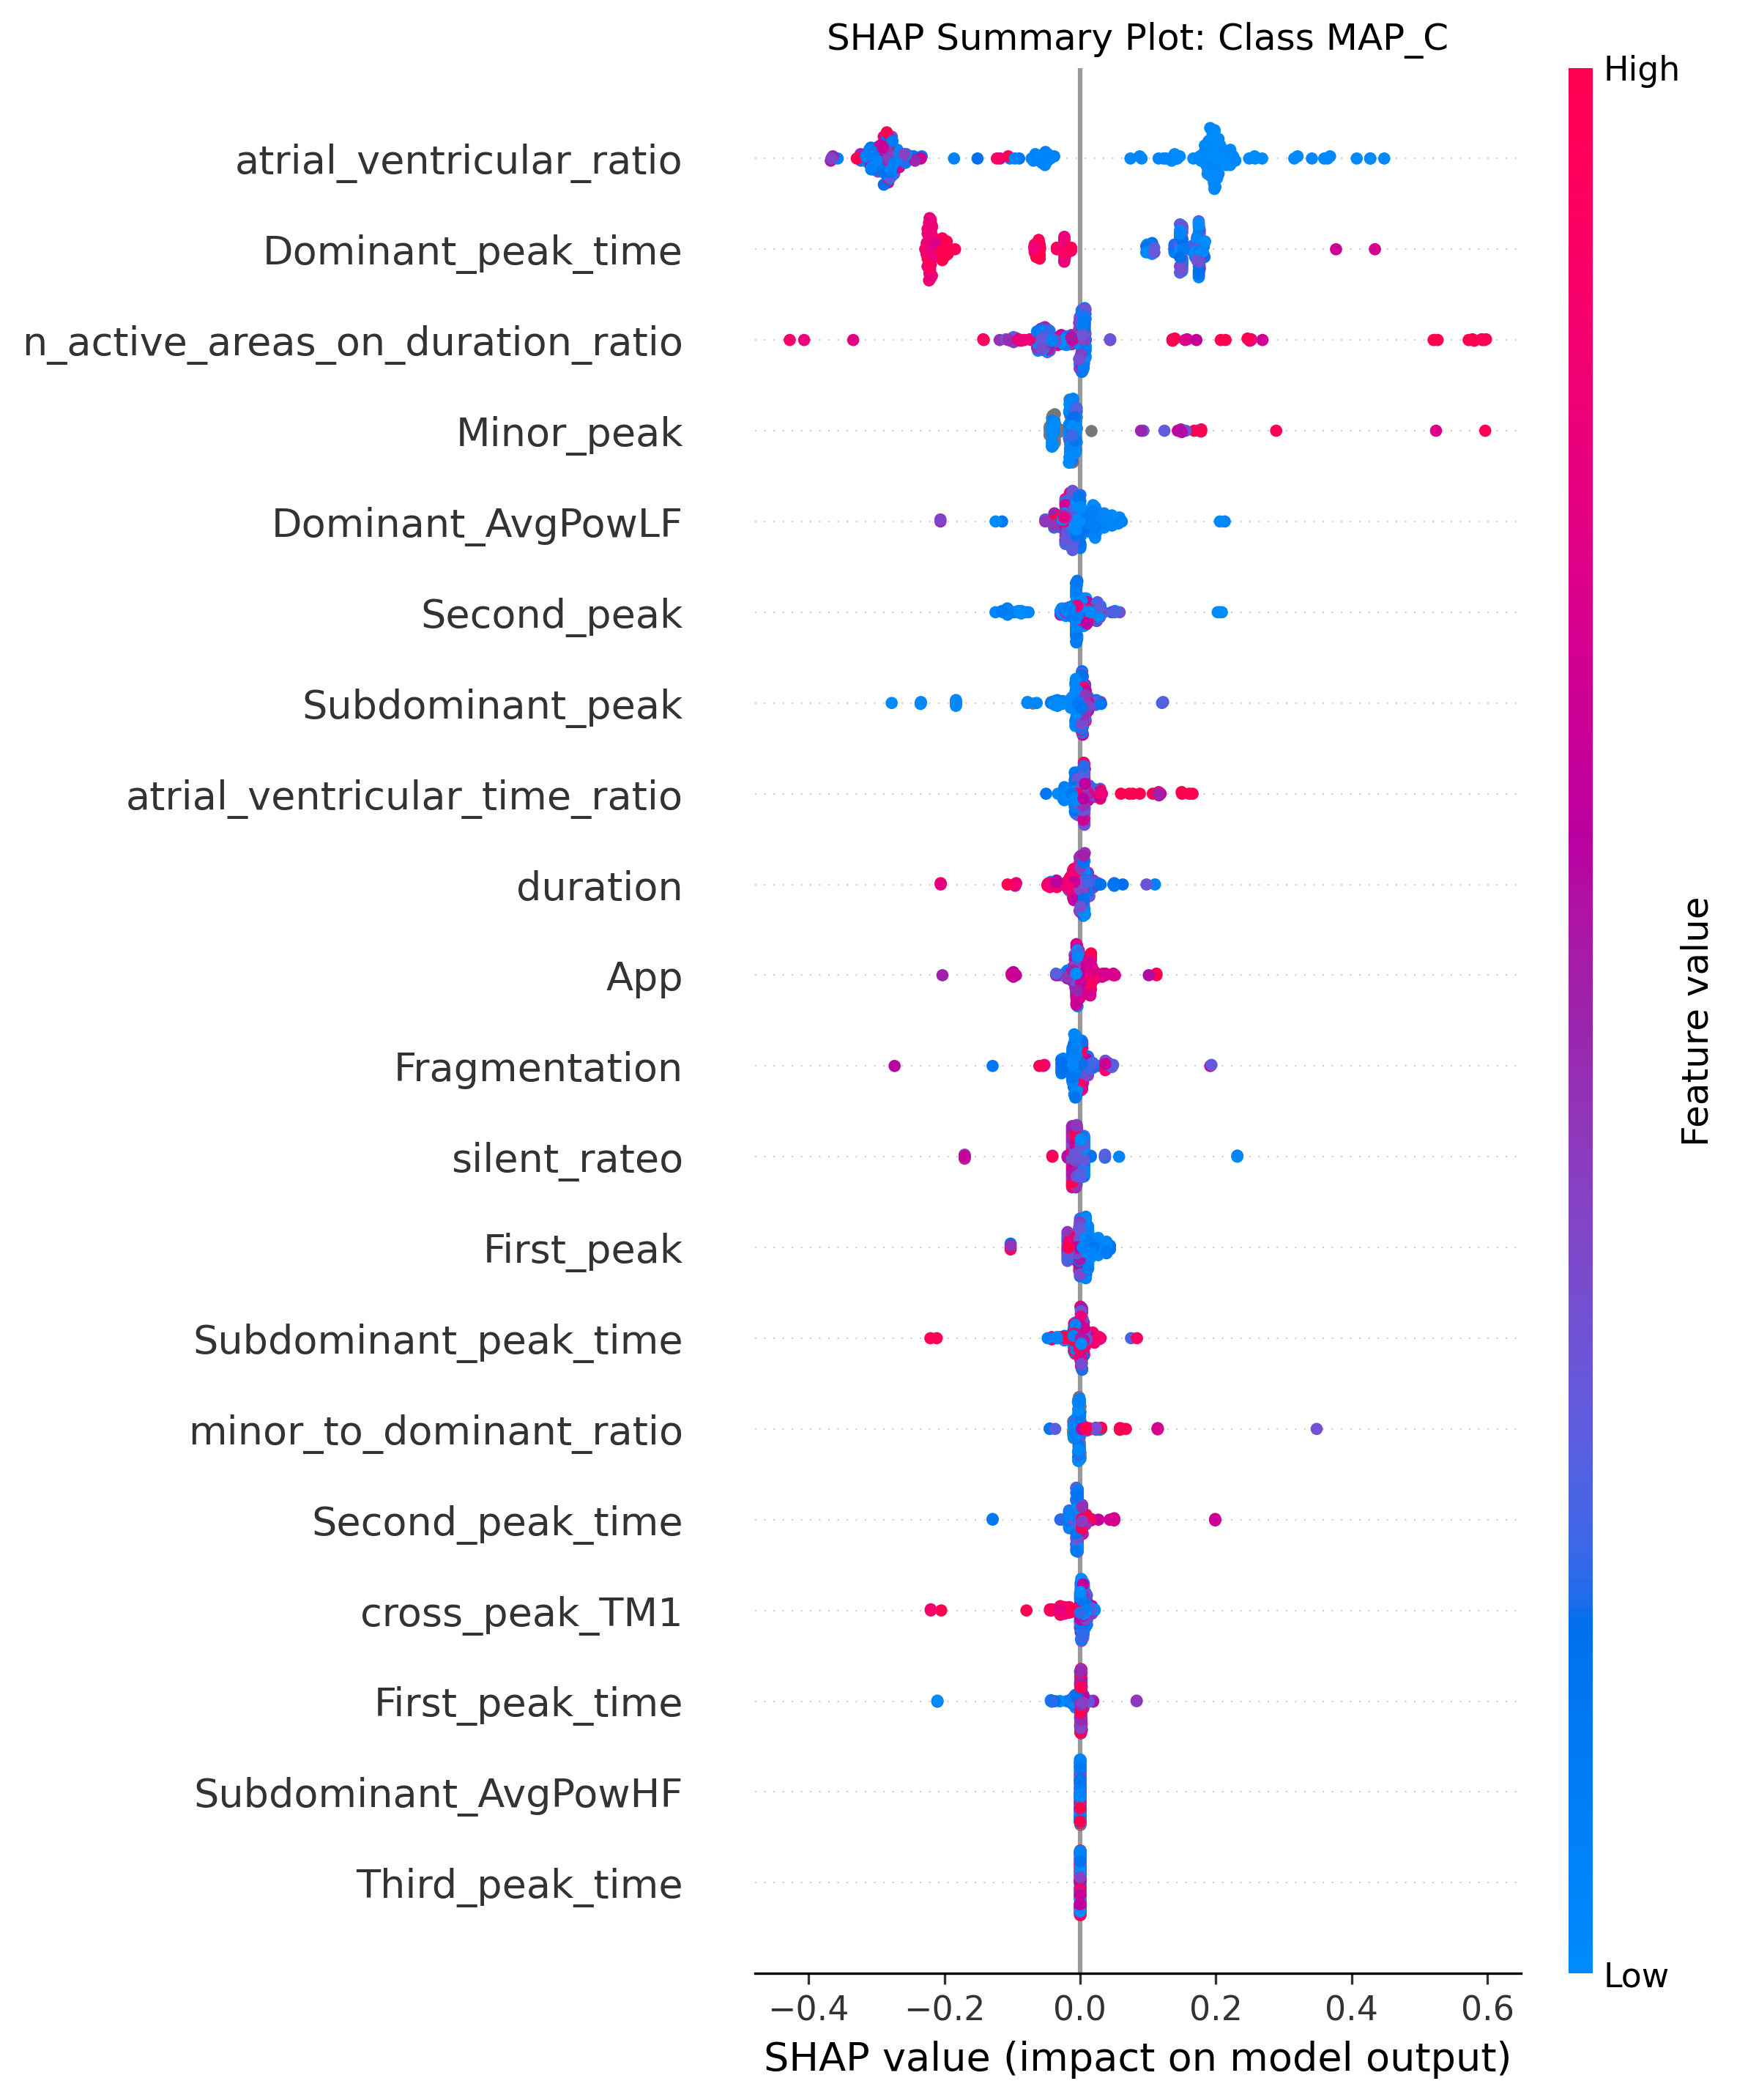 SHAP Summary Plot: Class MAP_C
High
atrial_ventricular_ratio
Dominant_peak_time
n_active_areas_on_duration_ratio
Minor_peak
Dominant_AvgPowLF
Second_peak
Subdominant_peak
atrial_ventricular_time_ratio
duration
App
Fragmentation
silent_rateo
First_peak
Subdominant_peak_time
minor_to_dominant_ratio
Second_peak_time
cross_peak_TM1
First_peak_time
Subdominant_AvgPowHF
Third_peak_time
Feature value
Low
−0.4 −0.2 0.0 0.2 0.4 0.6
SHAP value (impact on model output)